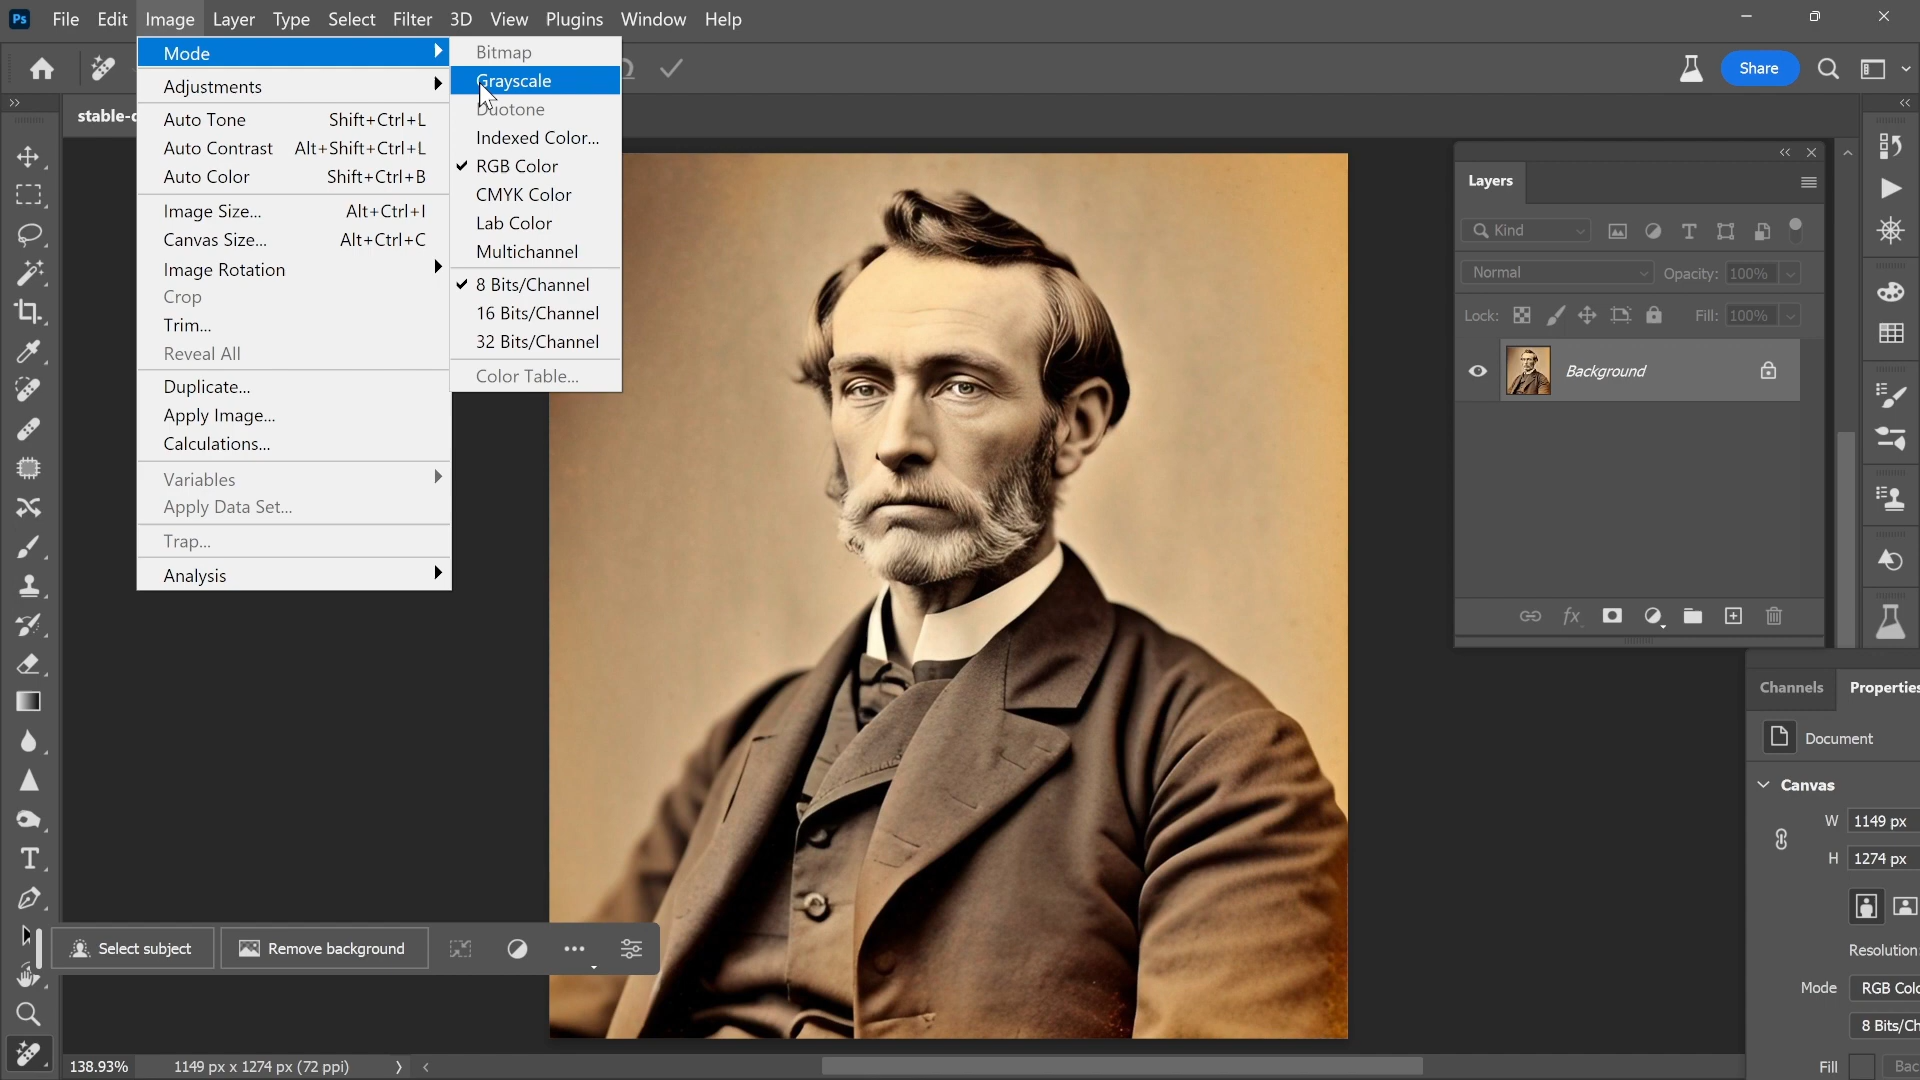 Ps File Edit Image Layer Type Select Filter 3D View Plugins Window Help
Share
stable-d
Mode
Adjustments
Auto Tone Shift+Ctrl+L
Auto Contrast Alt+Shift+Ctrl+L
Auto Color Shift+Ctrl+B
Image Size... Alt+Ctrl+I
Canvas Size... Alt+Ctrl+C
Image Rotation
Crop
Trim...
Reveal All
Duplicate...
Apply Image...
Calculations...
Variables
Apply Data Set...
Trap...
Analysis
Bitmap
Grayscale
Duotone
Indexed Color...
RGB Color
CMYK Color
Lab Color
Multichannel
8 Bits/Channel
16 Bits/Channel
32 Bits/Channel
Color Table...
Layers
Kind
Normal Opacity: 100%
Lock: Fill: 100%
Background
fx
Channels Properties
Document
Canvas
W 1149 px
H 1274 px
Resolution:
Mode RGB Colo
8 Bits/Ch
Fill Bac
Select subject Remove background
138.93% 1149 px x 1274 px (72 ppi)